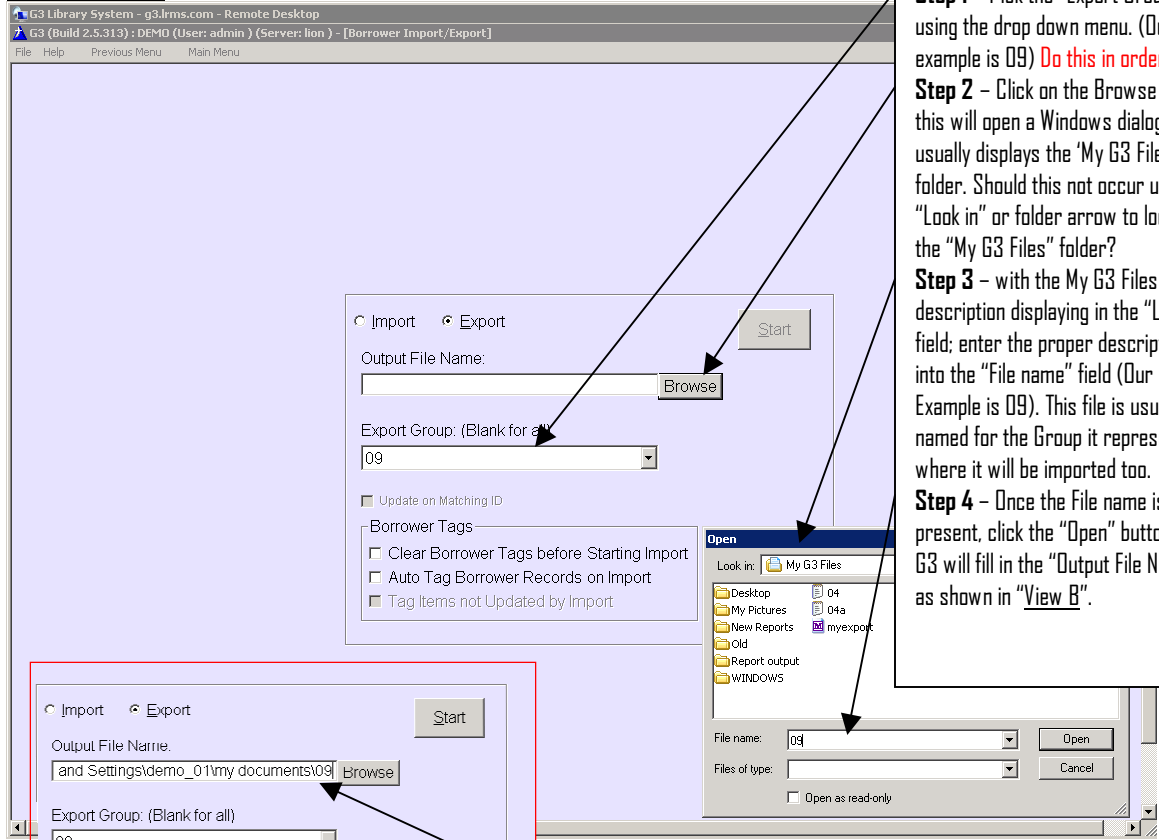 G3 Library System - g3.lrms.com - Remote Desktop
G3 (Build 2.5.313) : DEMO (User: admin ) (Server: lion ) - [Borrower Import/Export]
File Help Previous Menu Main Menu
Import Export
Start
Output File Name:
Browse
Export Group: (Blank for all)
09
Update on Matching ID
Borrower Tags
Clear Borrower Tags before Starting Import
Auto Tag Borrower Records on Import
Tag Items not Updated by Import
using the drop down menu. (O
example is 09) Do this in orde
Step 2 – Click on the Browse
this will open a Windows dialog
usually displays the ‘My G3 File
folder. Should this not occur u
“Look in” or folder arrow to lo
the “My G3 Files” folder?
Step 3 – with the My G3 Files
description displaying in the “L
field; enter the proper descrip
into the “File name” field (Our
Example is 09). This file is usu
named for the Group it repres
where it will be imported too.
Step 4 – Once the File name is
present, click the “Open” butto
G3 will fill in the “Output File N
as shown in “View B”.
Open
Look in: My G3 Files
Desktop 04
My Pictures 04a
New Reports myexport
Old
Report output
WINDOWS
File name: 09 Open
Files of type: Cancel
Open as read-only
Import Export
Start
Output File Name:
and Settings\demo_01\my documents\09 Browse
Export Group: (Blank for all)
09